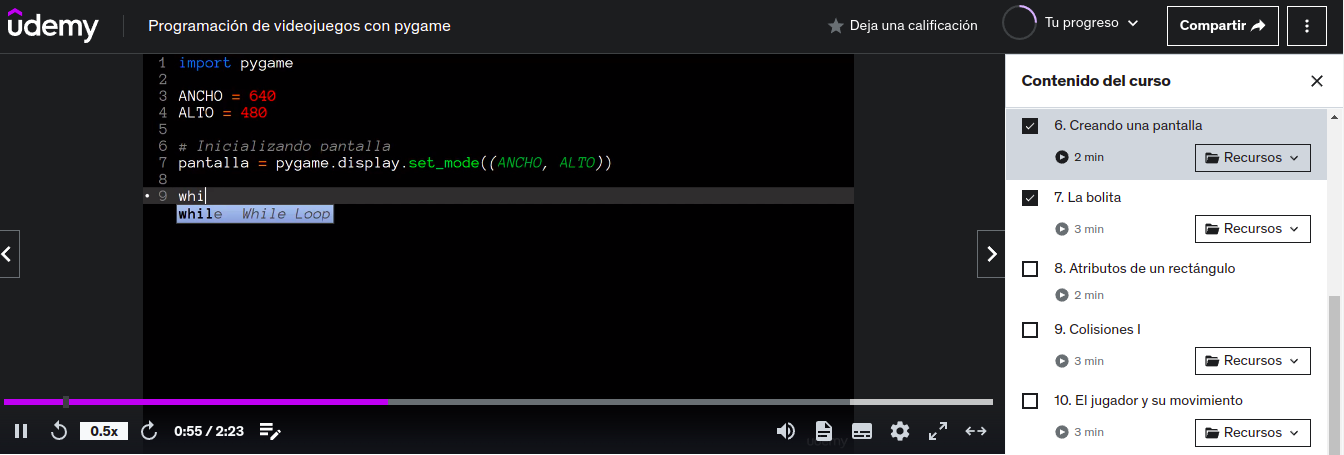 udemy
Programación de videojuegos con pygame
Deja una calificación
Tu progreso
Compartir
1 import pygame
2
3 ANCHO = 640
4 ALTO = 480
5
6 # Inicializando pantalla
7 pantalla = pygame.display.set_mode((ANCHO, ALTO))
8
9 whi
while While Loop
0.5x
0:55 / 2:23
udemy
Contenido del curso
6. Creando una pantalla
2 min
Recursos
7. La bolita
3 min
Recursos
8. Atributos de un rectángulo
2 min
9. Colisiones I
3 min
Recursos
10. El jugador y su movimiento
3 min
Recursos